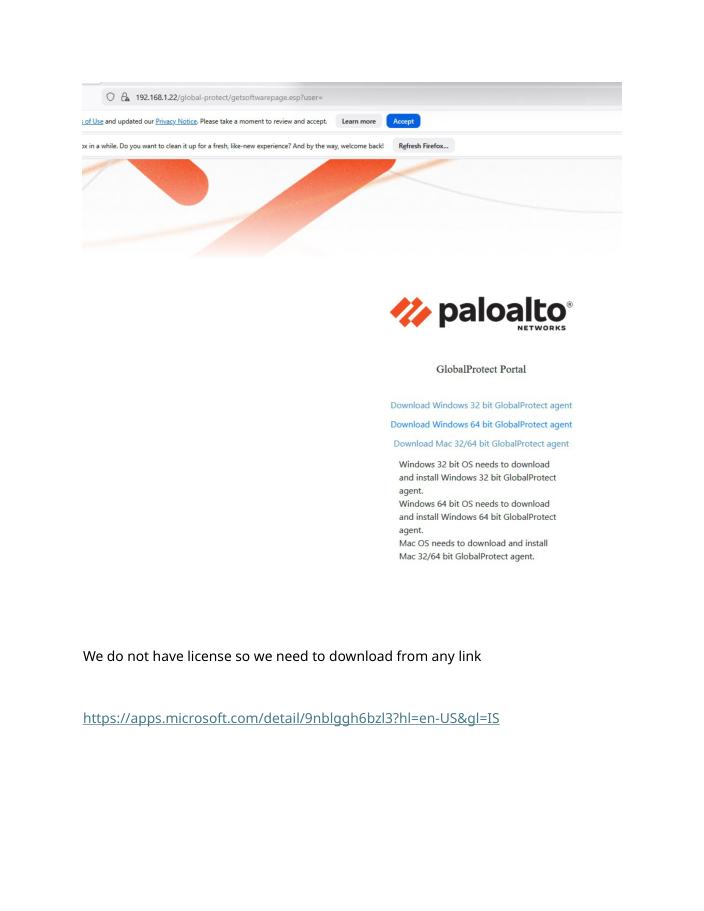 192.168.1.22/global-protect/getsoftwarepage.esp?user=
s of Use and updated our Privacy Notice. Please take a moment to review and accept. Learn more Accept
ox in a while. Do you want to clean it up for a fresh, like-new experience? And by the way, welcome back! Refresh Firefox...
paloalto®
NETWORKS
GlobalProtect Portal
Download Windows 32 bit GlobalProtect agent
Download Windows 64 bit GlobalProtect agent
Download Mac 32/64 bit GlobalProtect agent
Windows 32 bit OS needs to download
and install Windows 32 bit GlobalProtect
agent.
Windows 64 bit OS needs to download
and install Windows 64 bit GlobalProtect
agent.
Mac OS needs to download and install
Mac 32/64 bit GlobalProtect agent.
We do not have license so we need to download from any link
https://apps.microsoft.com/detail/9nblggh6bzl3?hl=en-US&gl=IS